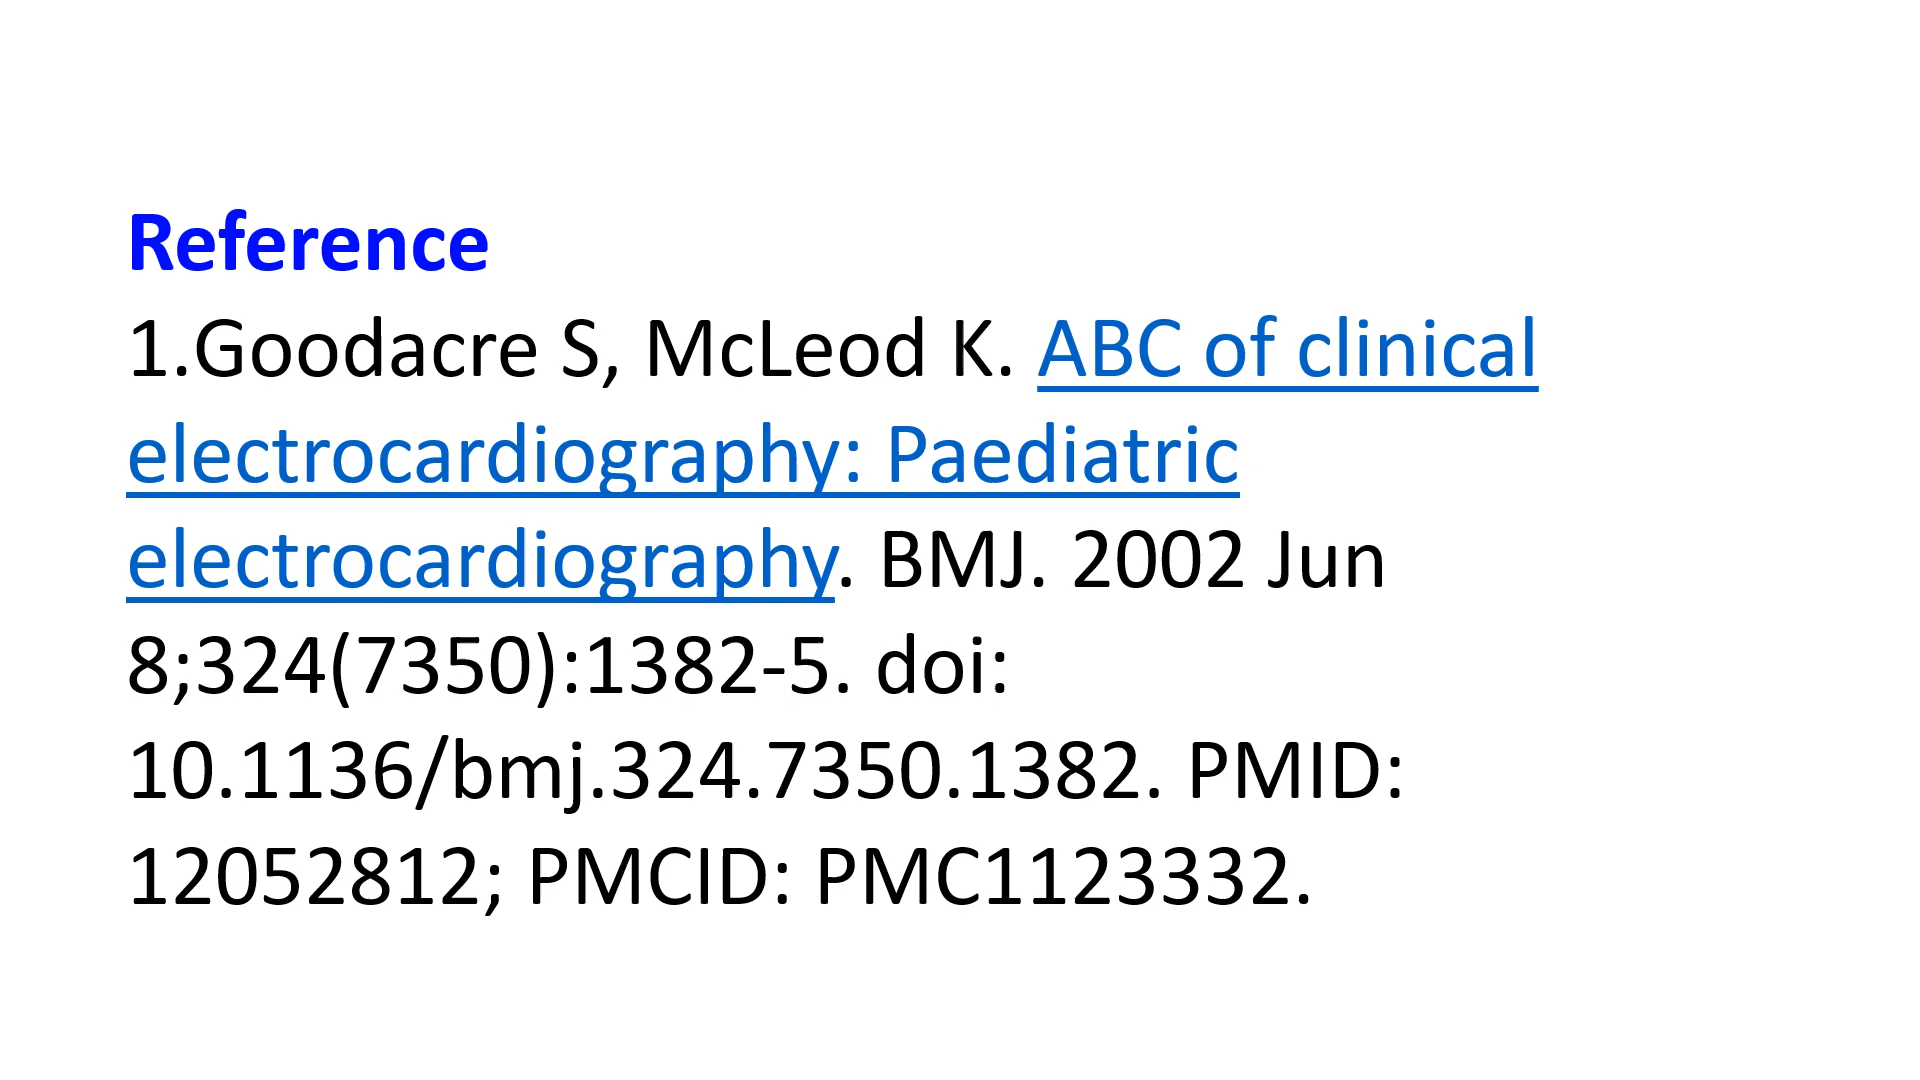 Reference
1.Goodacre S, McLeod K. ABC of clinical
electrocardiography: Paediatric
electrocardiography. BMJ. 2002 Jun
8;324(7350):1382-5. doi:
10.1136/bmj.324.7350.1382. PMID:
12052812; PMCID: PMC1123332.